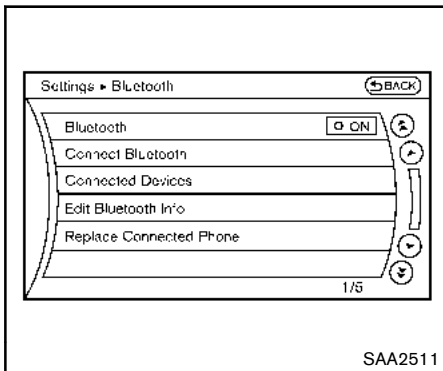 Settings ▸ Bluetooth
BACK
Bluetooth
ON
Connect Bluetooth
Connected Devices
Edit Bluetooth Info
Replace Connected Phone
1/5
SAA2511